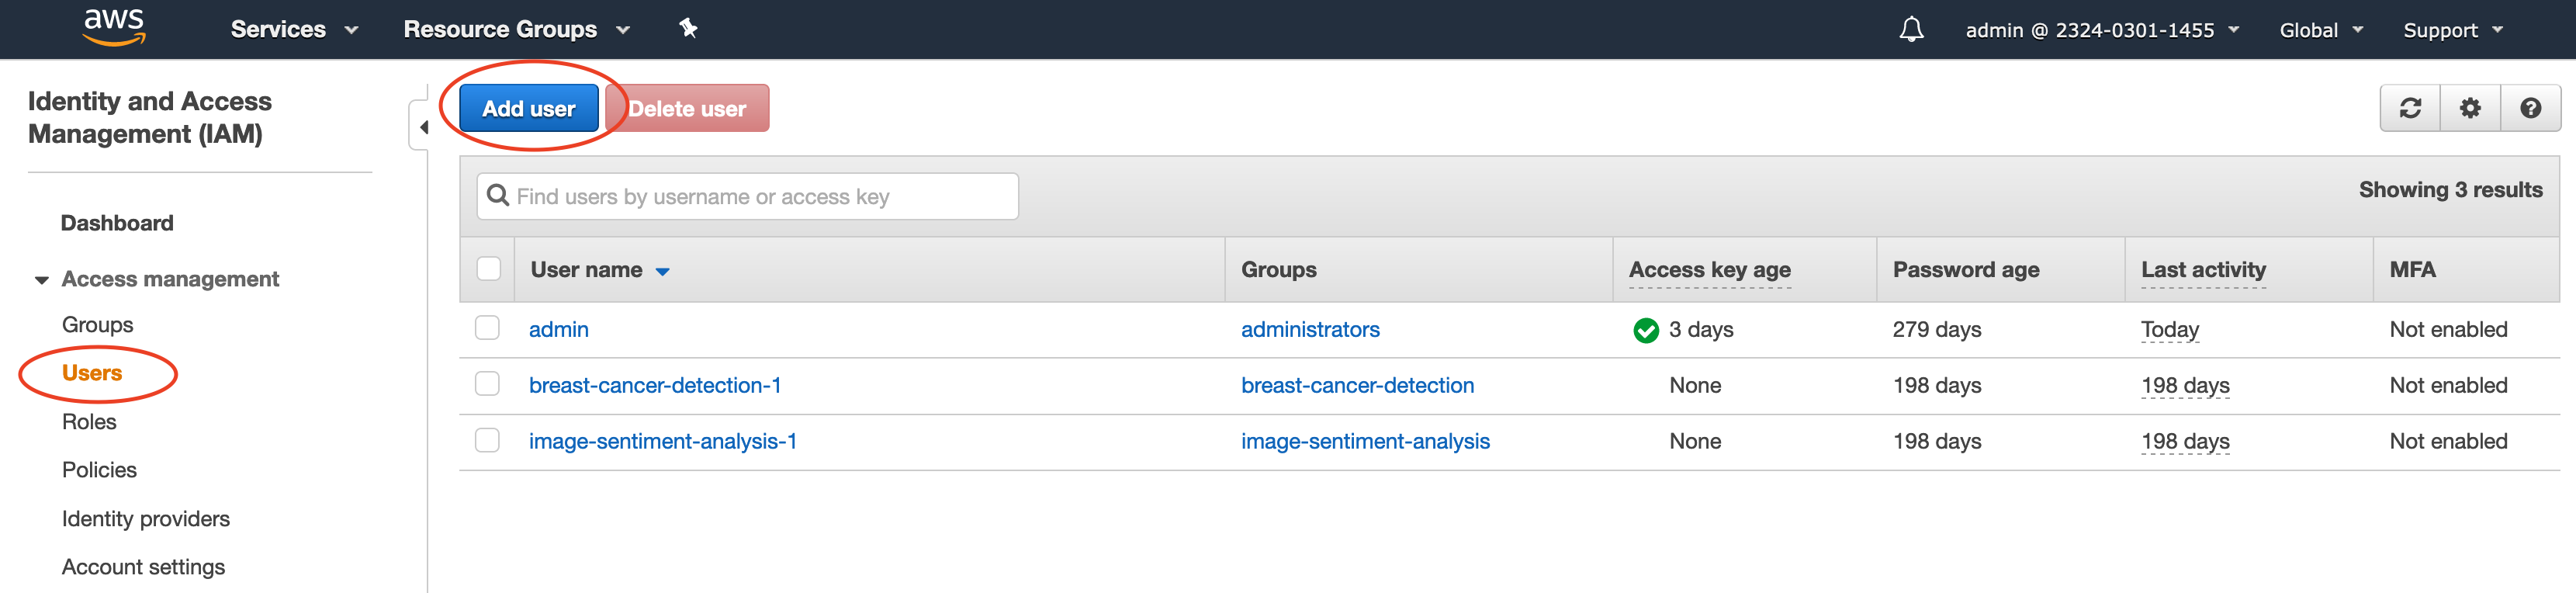 aws Services Resource Groups admin @ 2324-0301-1455 Global Support
Identity and Access
Management (IAM)
Dashboard
Access management
Groups
Users
Roles
Policies
Identity providers
Account settings
Add user Delete user
Find users by username or access key Showing 3 results
User name Groups Access key age Password age Last activity MFA
admin administrators 3 days 279 days Today Not enabled
breast-cancer-detection-1 breast-cancer-detection None 198 days 198 days Not enabled
image-sentiment-analysis-1 image-sentiment-analysis None 198 days 198 days Not enabled